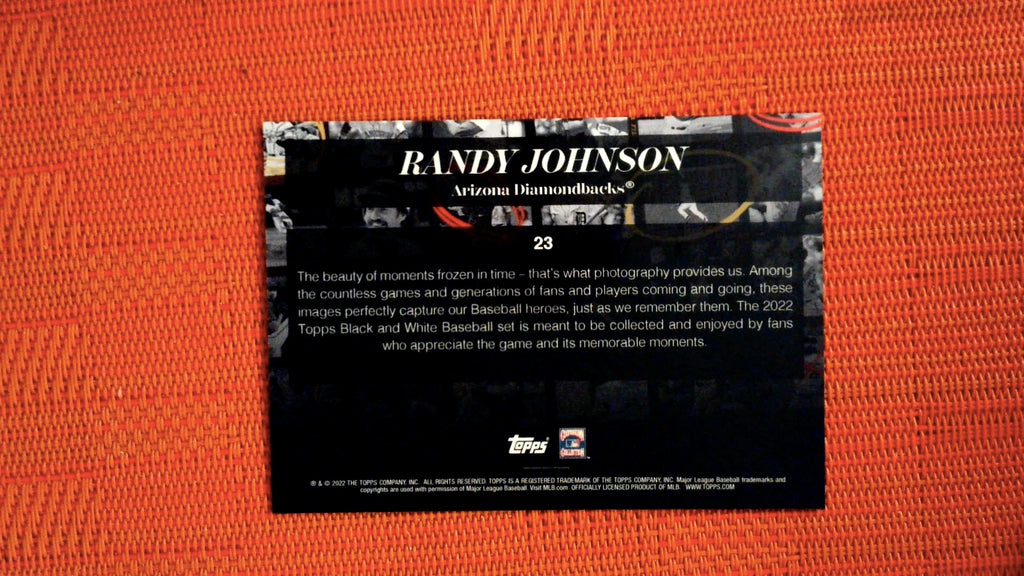 RANDY JOHNSON
Arizona Diamondbacks®
23
The beauty of moments frozen in time – that's what photography provides us. Among
the countless games and generations of fans and players coming and going, these
images perfectly capture our Baseball heroes, just as we remember them. The 2022
Topps Black and White Baseball set is meant to be collected and enjoyed by fans
who appreciate the game and its memorable moments.
topps®
® & © 2022 THE TOPPS COMPANY, INC. ALL RIGHTS RESERVED. TOPPS IS A REGISTERED TRADEMARK OF THE TOPPS COMPANY, INC. Major League Baseball trademarks and
copyrights are used with permission of Major League Baseball. Visit MLB.com OFFICIALLY LICENSED PRODUCT OF MLB. WWW.TOPPS.COM